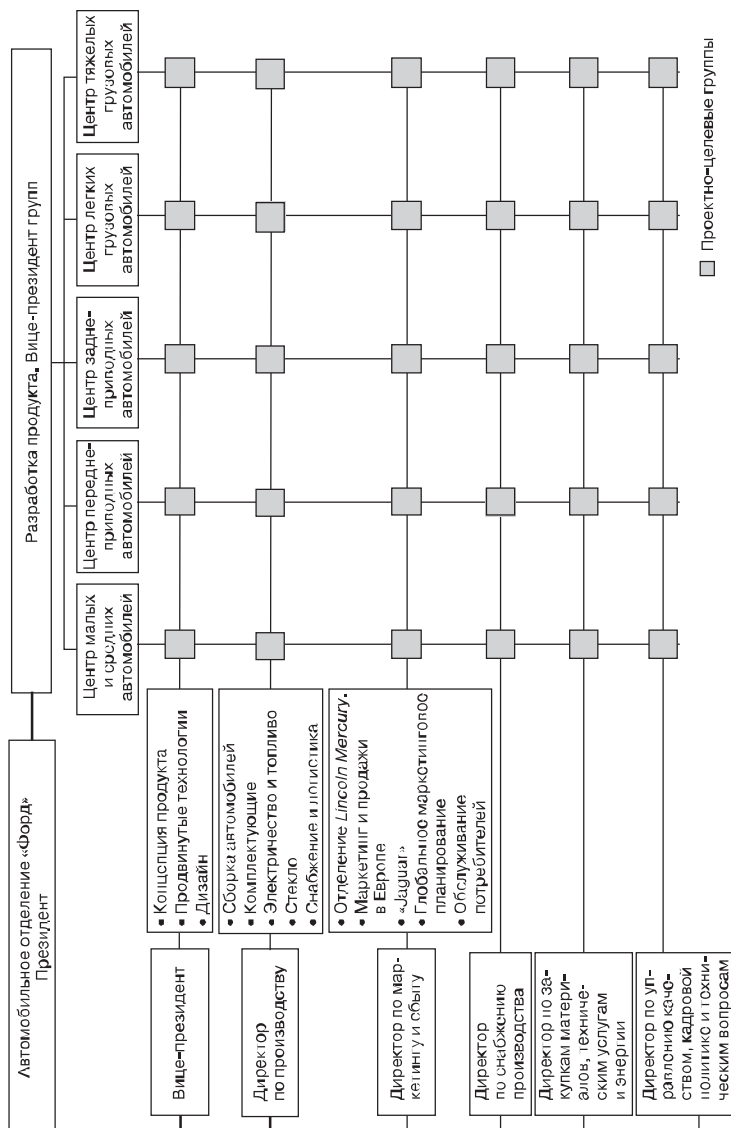 Автомобильное отделение «Форд»
Президент
Разработка продукта. Вице-президент групп
Центр малых
и средних
автомобилей
Центр передне-
приводных
автомобилей
Центр задне-
приводных
автомобилей
Центр легких
грузовых
автомобилей
Центр тяжелых
грузовых
автомобилей
Вице-президент
• Концепция продукта
• Продвинутые технологии
• Дизайн
Директор
по производству
• Сборка автомобилей
• Комплектующие
• Электричество и топливо
• Стекло
• Снабжение и логистика
Директор по мар-
кетингу и сбыту
• Отделение Lincoln Mercury.
• Маркетинг и продажи
в Европе
• «Jaguar»
• Глобальное маркетинговое
планирование
• Обслуживание
потребителей
Директор
по снабжению
производства
Директор по за-
купкам матери-
алов, техниче-
ским услугам
и энергии
Директор по уп-
равлению каче-
ством, кадровой
политике и техни-
ческим вопросам
Проектно-целевые группы